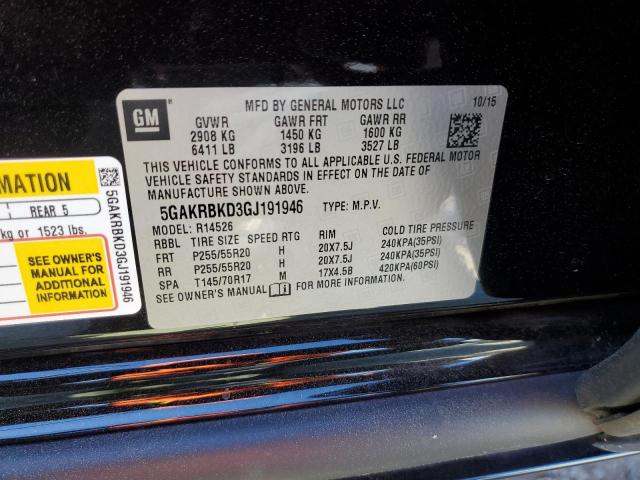 GM ®
MFD BY GENERAL MOTORS LLC 10/15
GVWR GAWR FRT GAWR RR
2908 KG 1450 KG 1600 KG
6411 LB 3196 LB 3527 LB
THIS VEHICLE CONFORMS TO ALL APPLICABLE U.S. FEDERAL MOTOR
VEHICLE SAFETY STANDARDS IN EFFECT ON THE DATE OF
MANUFACTURE SHOWN ABOVE.
5GAKRBKD3GJ191946 TYPE: M.P.V.
MODEL: R14526
RBBL TIRE SIZE SPEED RTG RIM COLD TIRE PRESSURE
FRT P255/55R20 H 20X7.5J 240KPA(35PSI)
RR P255/55R20 H 20X7.5J 240KPA(35PSI)
SPA T145/70R17 M 17X4.5B 420KPA(60PSI)
SEE OWNER'S MANUAL FOR MORE INFORMATION.
MATION
REAR 5
kg or 1523 lbs.
SEE OWNER'S
MANUAL FOR
ADDITIONAL
INFORMATION
5GAKRBKD3GJ191946